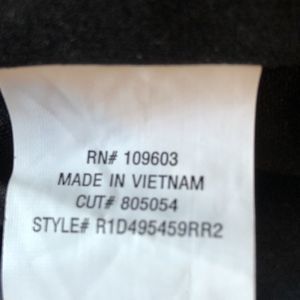 RN# 109603
MADE IN VIETNAM
CUT# 805054
STYLE# R1D495459RR2